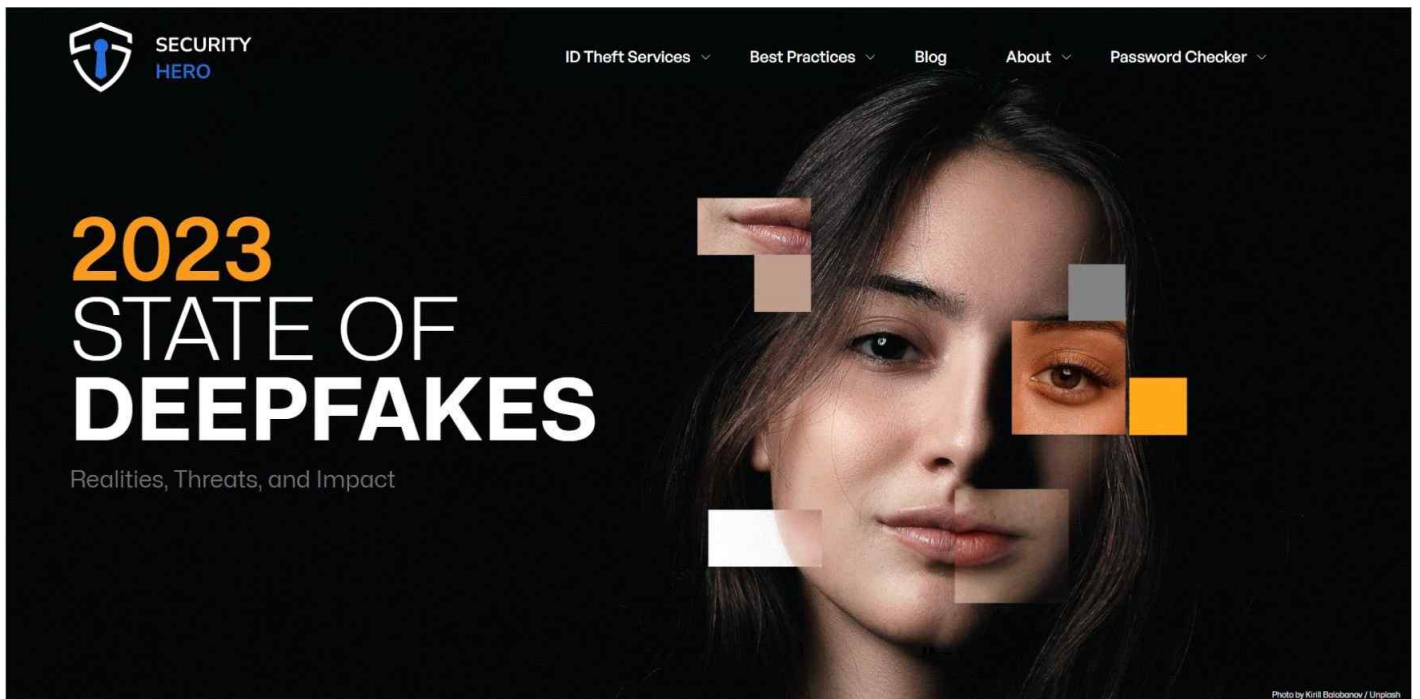 SECURITY
HERO
ID Theft Services
Best Practices
Blog
About
Password Checker
2023
STATE OF
DEEPFAKES
Realities, Threats, and Impact
Photo by Kirill Balobanov / Unplash